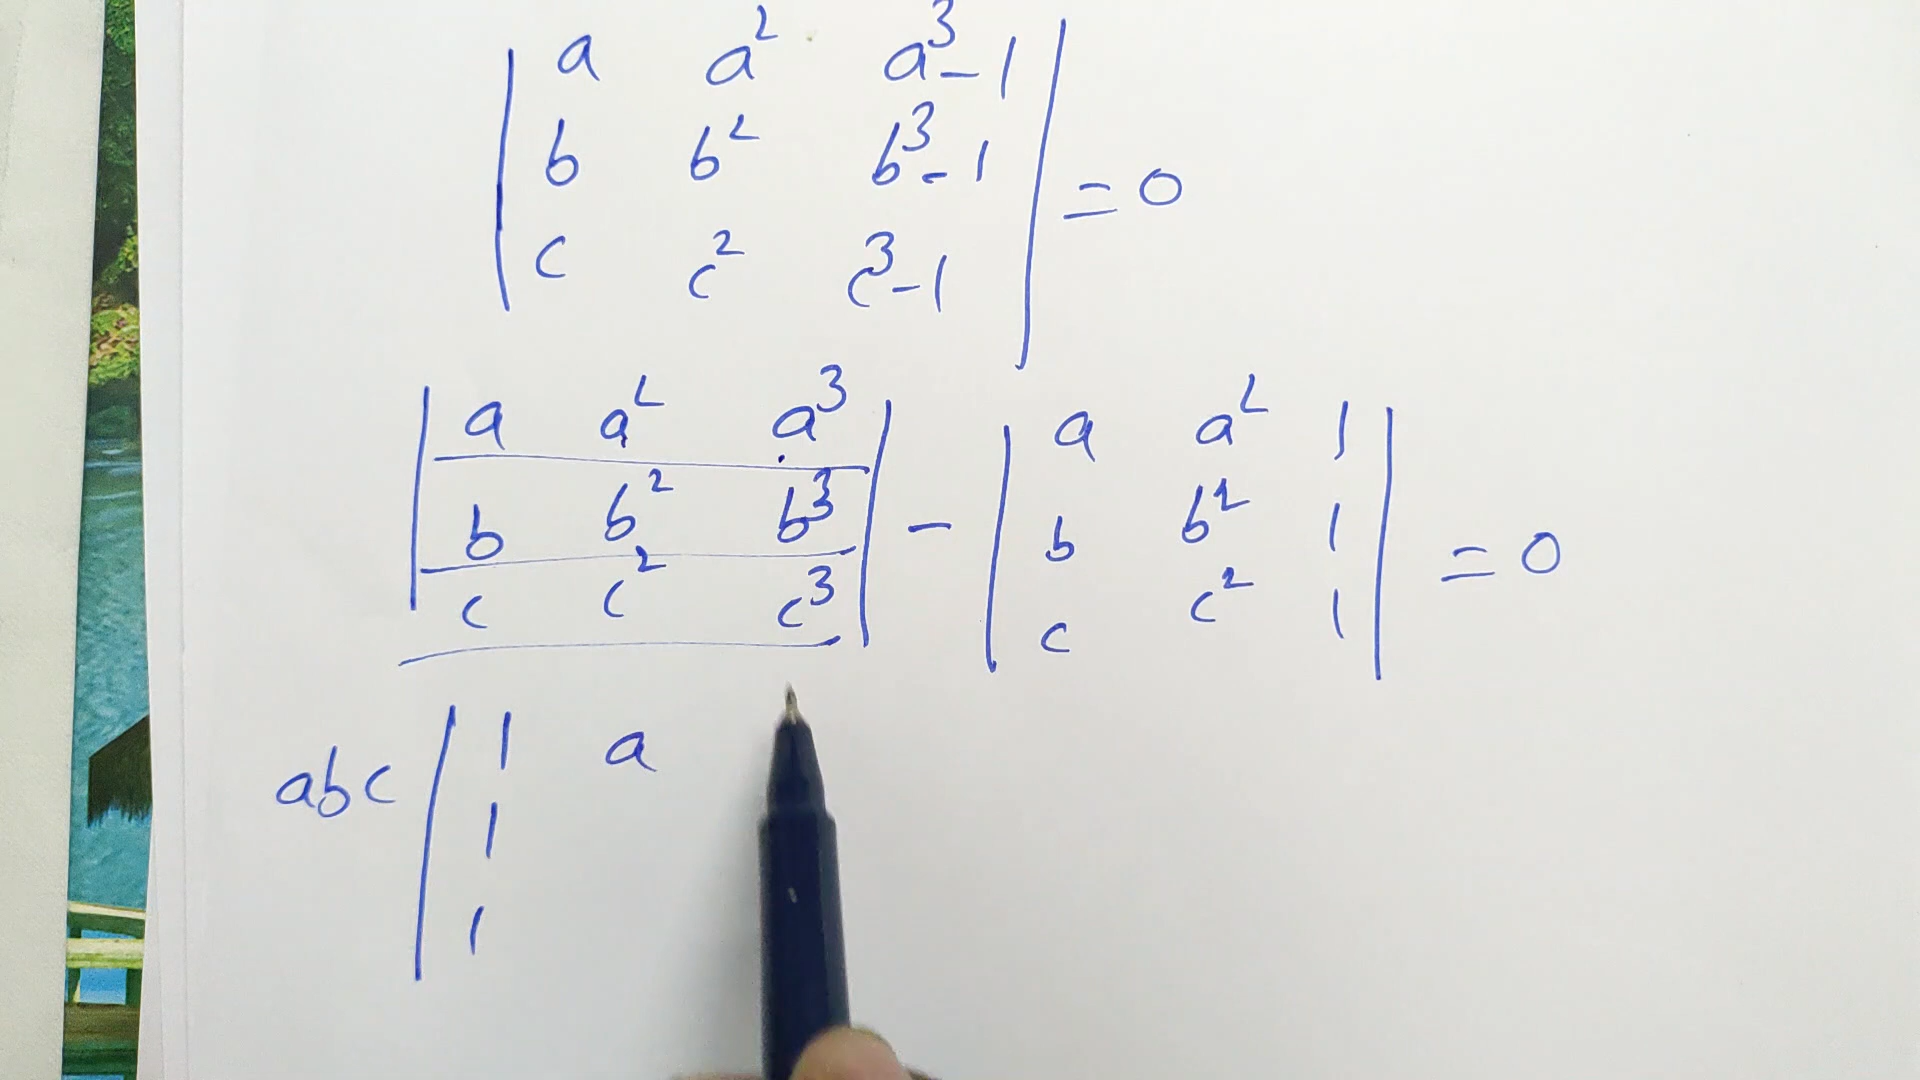 | a a² a³-1 |
| b b² b³-1 | = 0
| c c² c³-1 |
| a a² a³ | - | a a² 1 |
| b b² b³ | - | b b² 1 | = 0
| c c² c³ | | c c² 1 |
abc | 1 a
| 1
| 1